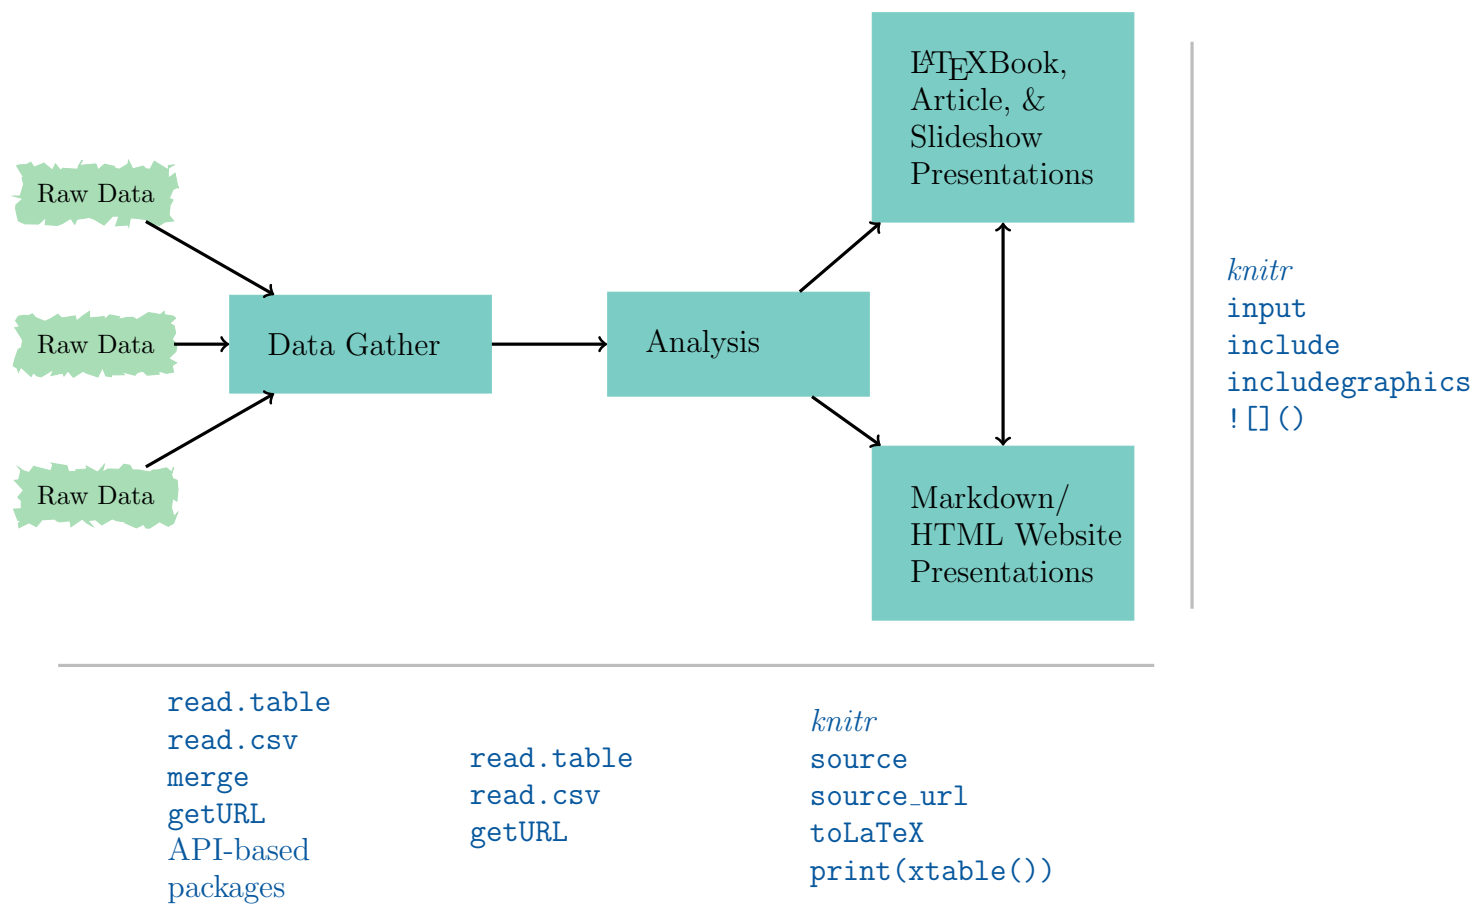 LATEXBook,
Article, &
Slideshow
Presentations
Raw Data
Raw Data
Raw Data
Data Gather
Analysis
Markdown/
HTML Website
Presentations
knitr
input
include
includegraphics
![]()
read.table
read.csv
merge
getURL
API-based
packages
read.table
read.csv
getURL
knitr
source
source_url
toLaTeX
print(xtable())